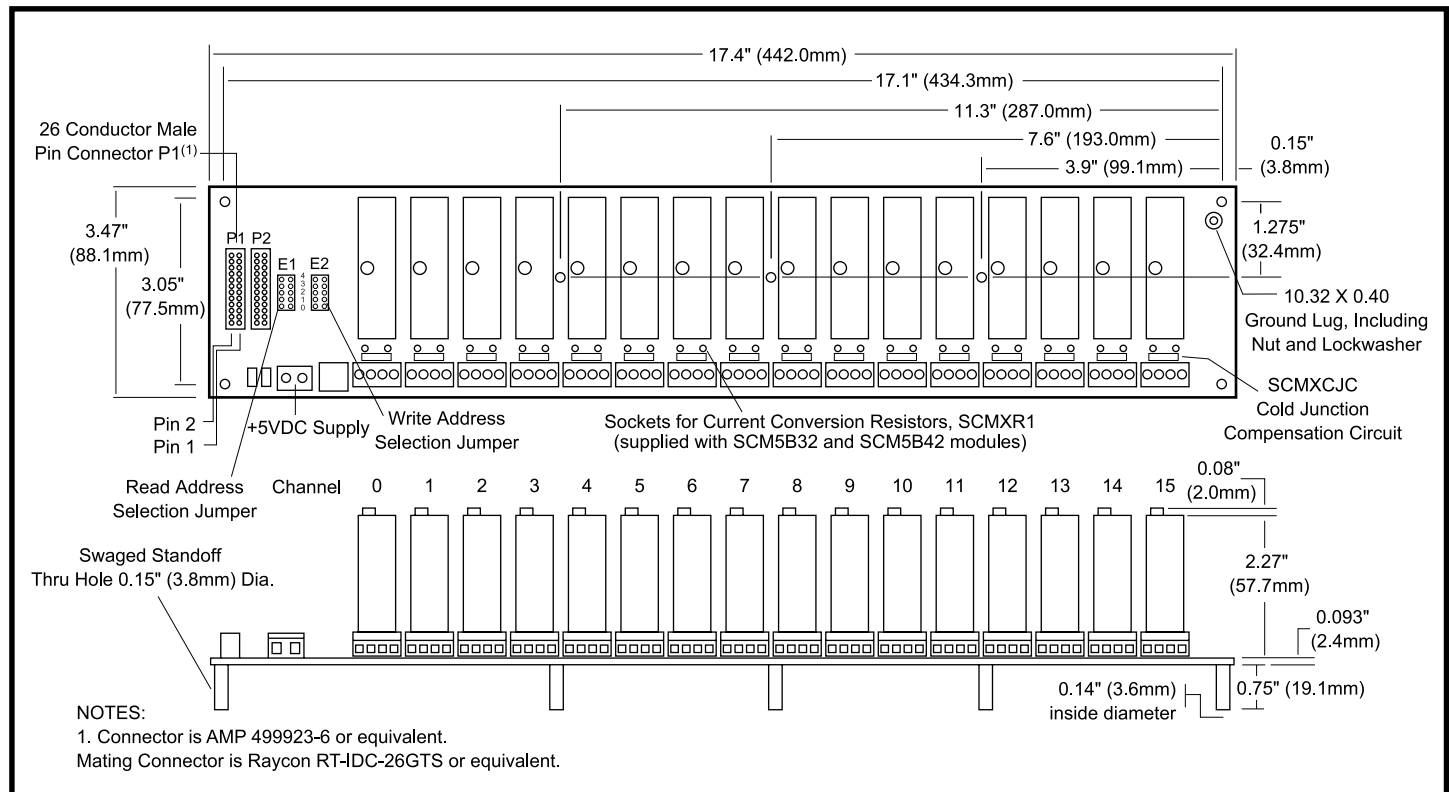 17.4" (442.0mm)
17.1" (434.3mm)
11.3" (287.0mm)
7.6" (193.0mm)
3.9" (99.1mm)
0.15"
(3.8mm)
26 Conductor Male
Pin Connector P1(1)
3.47"
(88.1mm)
3.05"
(77.5mm)
P1 P2
E1 E2
4
3
2
1
0
1.275"
(32.4mm)
10.32 X 0.40
Ground Lug, Including
Nut and Lockwasher
SCMXCJC
Cold Junction
Compensation Circuit
Pin 2
Pin 1
+5VDC Supply
Write Address
Selection Jumper
Sockets for Current Conversion Resistors, SCMXR1
(supplied with SCM5B32 and SCM5B42 modules)
Read Address
Selection Jumper
Channel 0 1 2 3 4 5 6 7 8 9 10 11 12 13 14 15
0.08"
(2.0mm)
Swaged Standoff
Thru Hole 0.15" (3.8mm) Dia.
2.27"
(57.7mm)
0.093"
(2.4mm)
0.14" (3.6mm)
inside diameter
0.75" (19.1mm)
NOTES:
1. Connector is AMP 499923-6 or equivalent.
Mating Connector is Raycon RT-IDC-26GTS or equivalent.